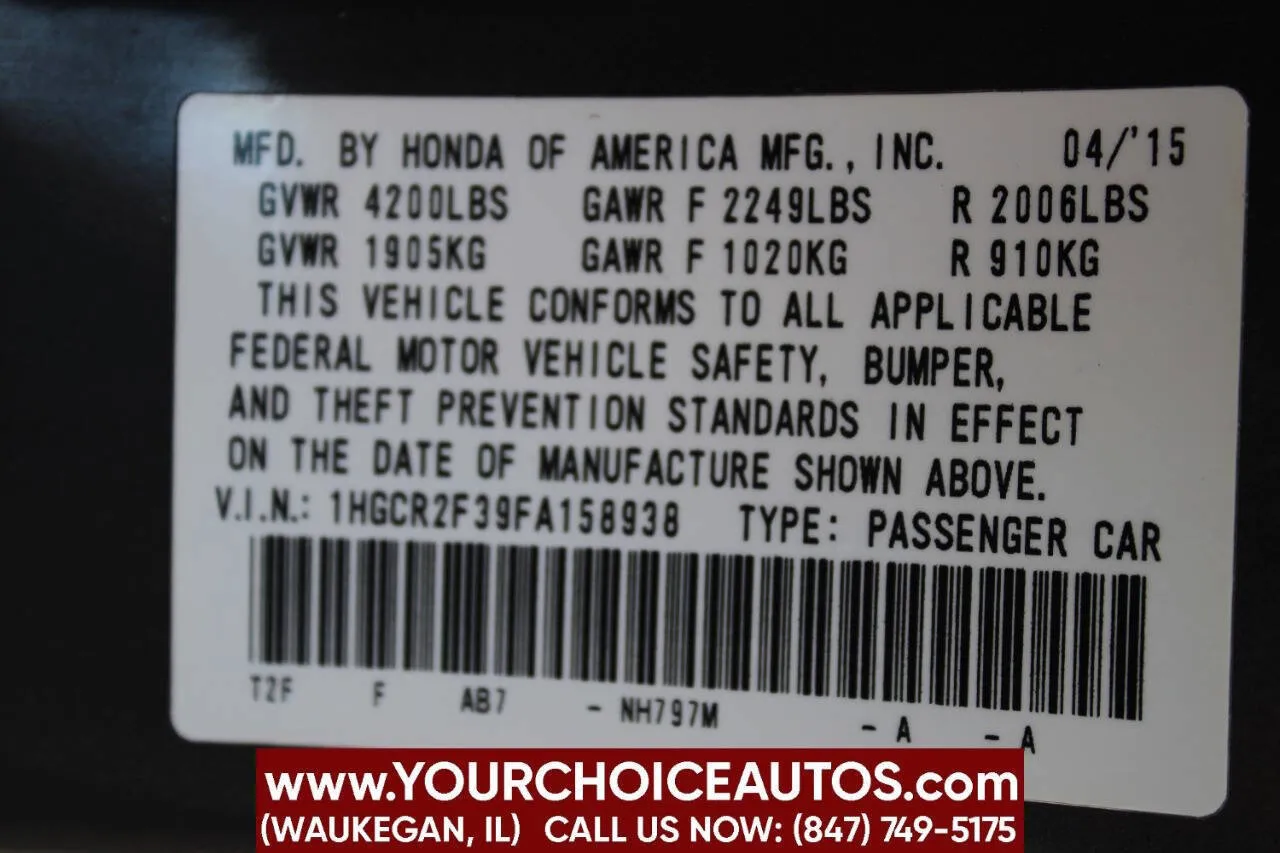 MFD. BY HONDA OF AMERICA MFG., INC. 04/'15
GVWR 4200LBS GAWR F 2249LBS R 2006LBS
GVWR 1905KG GAWR F 1020KG R 910KG
THIS VEHICLE CONFORMS TO ALL APPLICABLE
FEDERAL MOTOR VEHICLE SAFETY, BUMPER,
AND THEFT PREVENTION STANDARDS IN EFFECT
ON THE DATE OF MANUFACTURE SHOWN ABOVE.
V.I.N.: 1HGCR2F39FA158938 TYPE: PASSENGER CAR
T2F F AB7 - NH797M - A - A
www.YOURCHOICEAUTOS.com
(WAUKEGAN, IL) CALL US NOW: (847) 749-5175